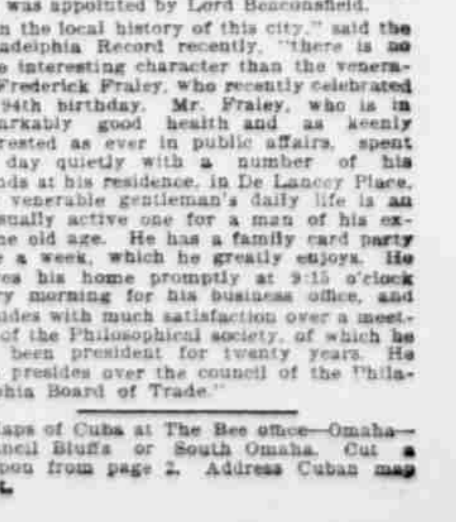 was appointed by Lord Beaconsfield.
n the local history of this city," said the
adelphia Record recently, "there is no
e interesting character than the venera-
Frederick Fraley, who recently celebrated
94th birthday. Mr. Fraley, who is in
arkably good health and as keenly
rested as ever in public affairs, spent
day quietly with a number of his
nds at his residence, in De Lancey Place.
venerable gentleman's daily life is an
sually active one for a man of his ex-
ne old age. He has a family card party
e a week, which he greatly enjoys. He
es his home promptly at 9:15 o'clock
ry morning for his business office, and
ides with much satisfaction over a meet-
of the Philosophical society, of which he
been president for twenty years. He
presides over the council of the Phila-
phia Board of Trade."
aps of Cuba at The Bee office—Omaha—
ncil Bluffs or South Omaha. Cut a
pon from page 2. Address Cuban map